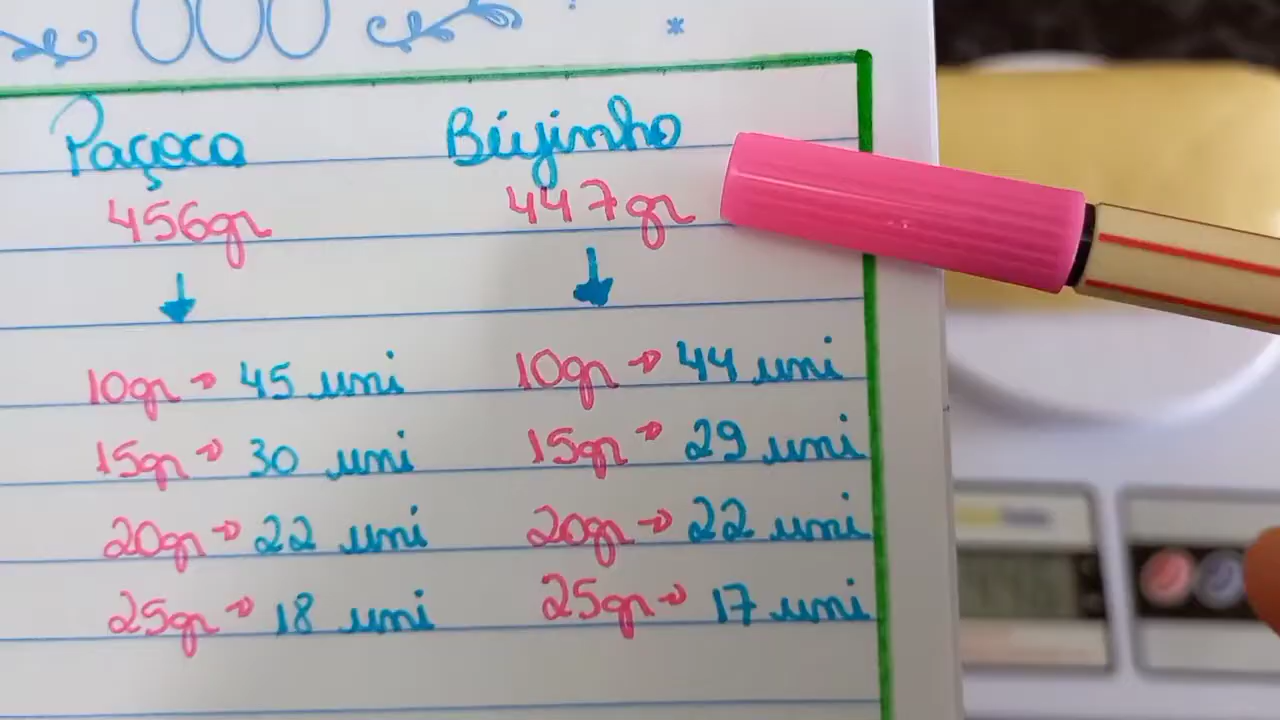 Paçoca Beijinho
456gr 447gr
10gr → 45 uni 10gr → 44 uni
15gr → 30 uni 15gr → 29 uni
20gr → 22 uni 20gr → 22 uni
25gr → 18 uni 25gr → 17 uni